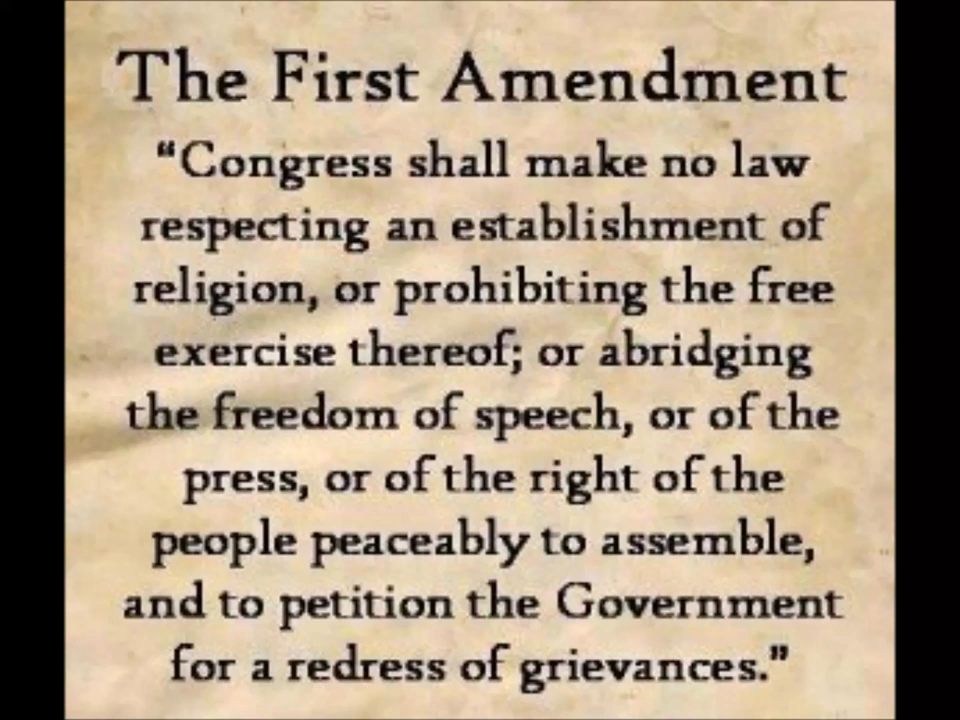 The First Amendment
“Congress shall make no law
respecting an establishment of
religion, or prohibiting the free
exercise thereof; or abridging
the freedom of speech, or of the
press, or of the right of the
people peaceably to assemble,
and to petition the Government
for a redress of grievances.”